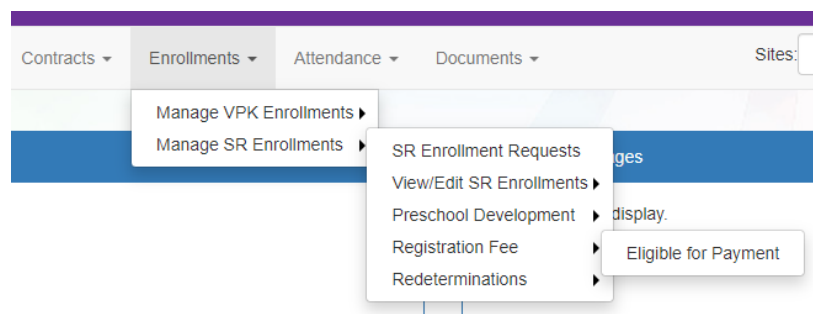 Contracts Enrollments Attendance Documents Sites:
Manage VPK Enrollments
Manage SR Enrollments
SR Enrollment Requests
View/Edit SR Enrollments
Preschool Development display.
Registration Fee Eligible for Payment
Redeterminations